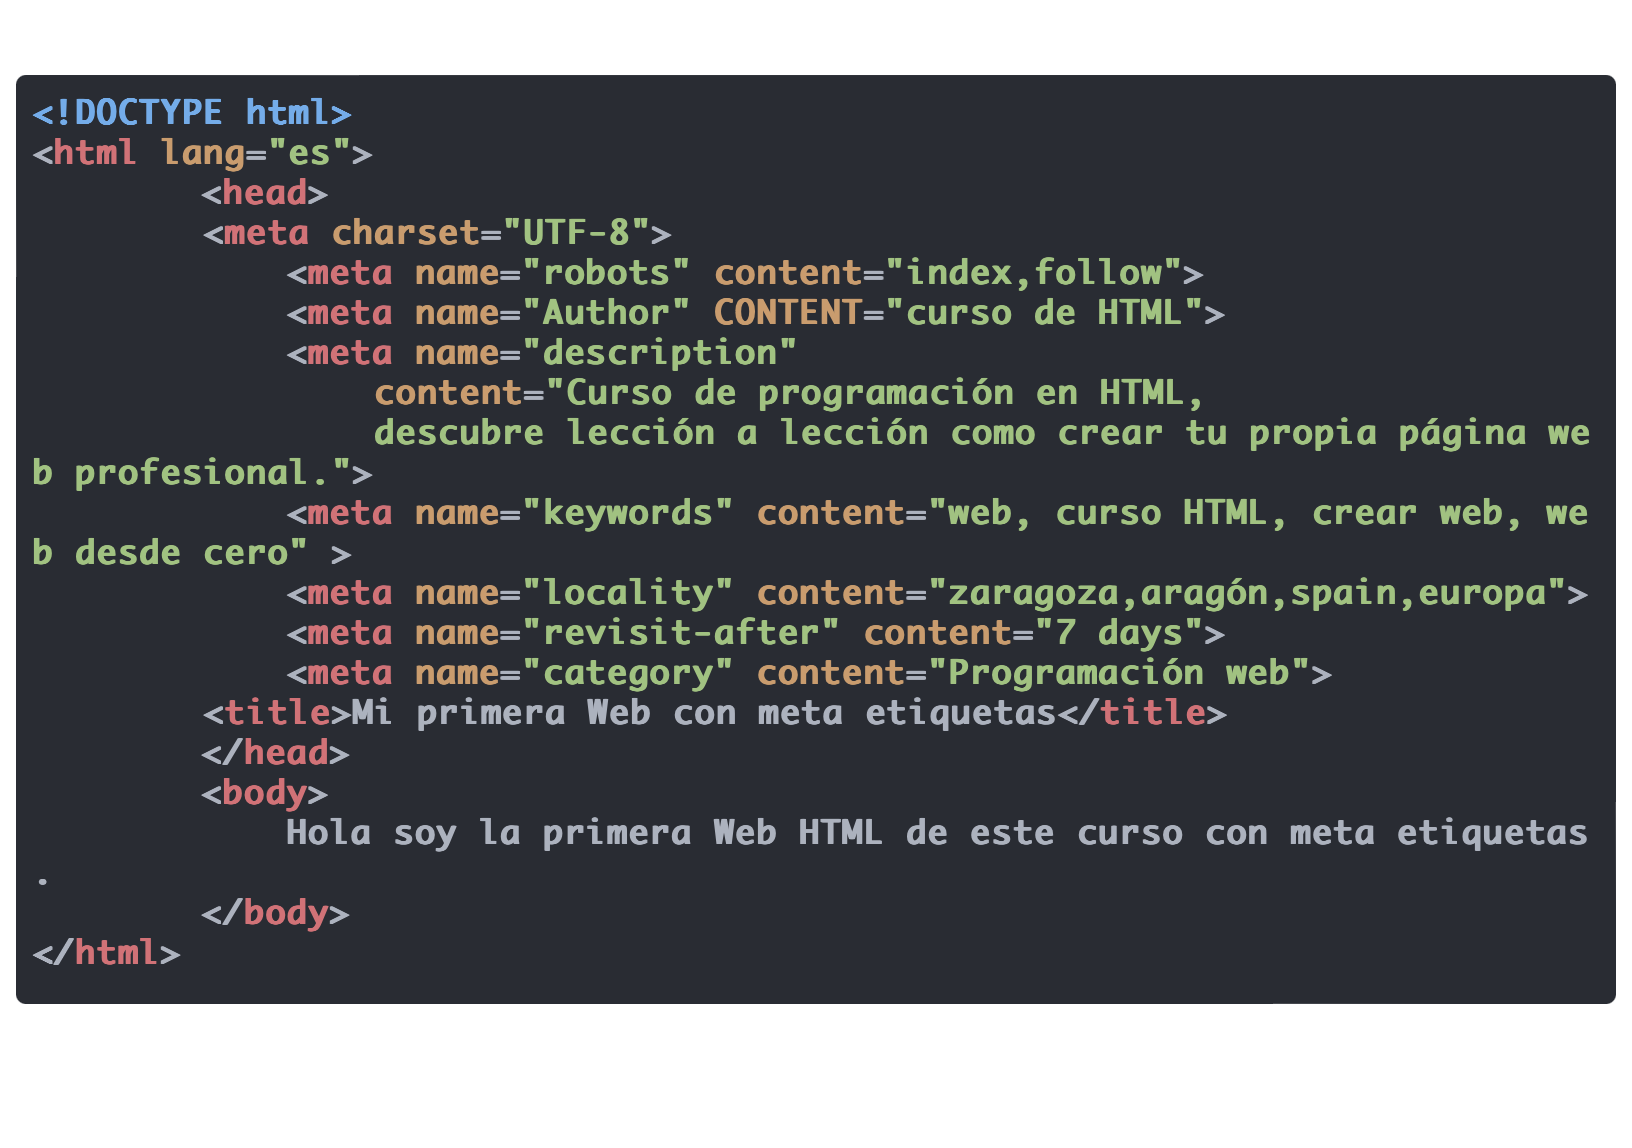 <!DOCTYPE html>
<html lang="es">
<head>
<meta charset="UTF-8">
<meta name="robots" content="index,follow">
<meta name="Author" CONTENT="curso de HTML">
<meta name="description"
content="Curso de programación en HTML,
descubre lección a lección como crear tu propia página we
b profesional.">
<meta name="keywords" content="web, curso HTML, crear web, we
b desde cero" >
<meta name="locality" content="zaragoza,aragón,spain,europa">
<meta name="revisit-after" content="7 days">
<meta name="category" content="Programación web">
<title>Mi primera Web con meta etiquetas</title>
</head>
<body>
Hola soy la primera Web HTML de este curso con meta etiquetas
.
</body>
</html>